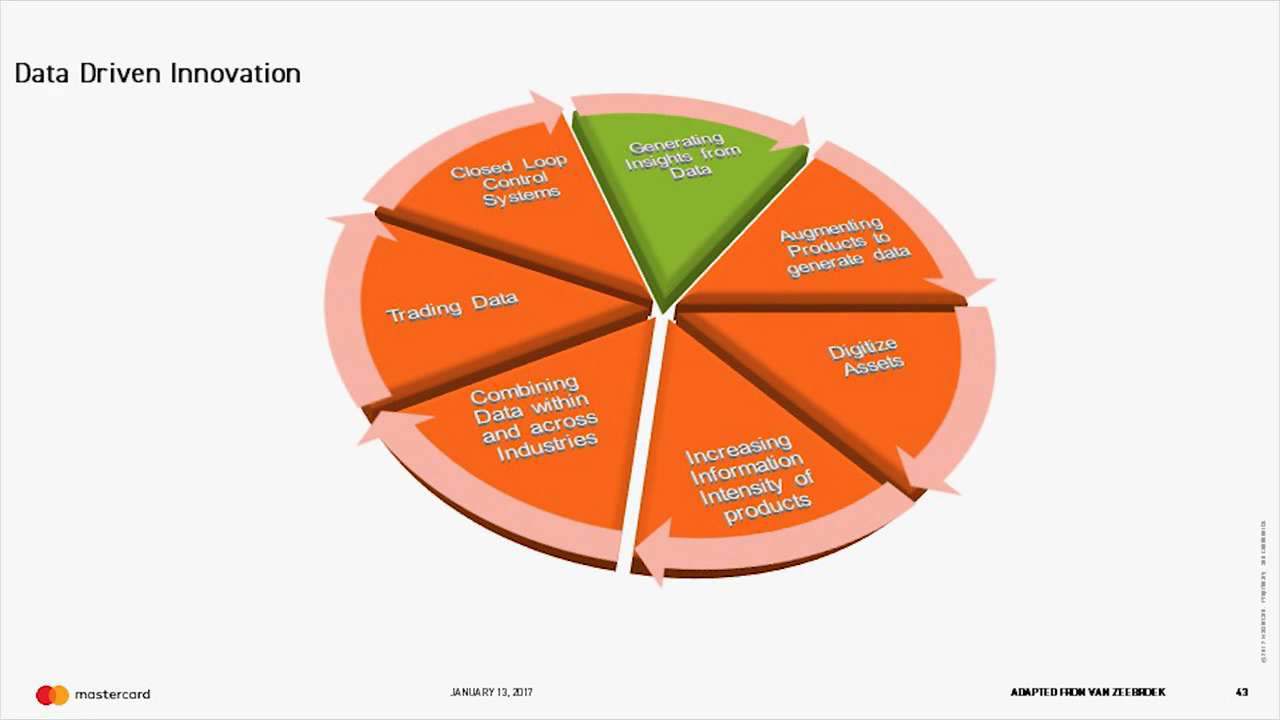 Data Driven Innovation
Generating
Insights from
Data
Augmenting
Products to
generate data
Digitize
Assets
Increasing
Information
Intensity of
products
Combining
Data within
and across
Industries
Trading Data
Closed Loop
Control
Systems
mastercard
JANUARY 13, 2017
ADAPTED FROM VAN ZEEBROEK
43